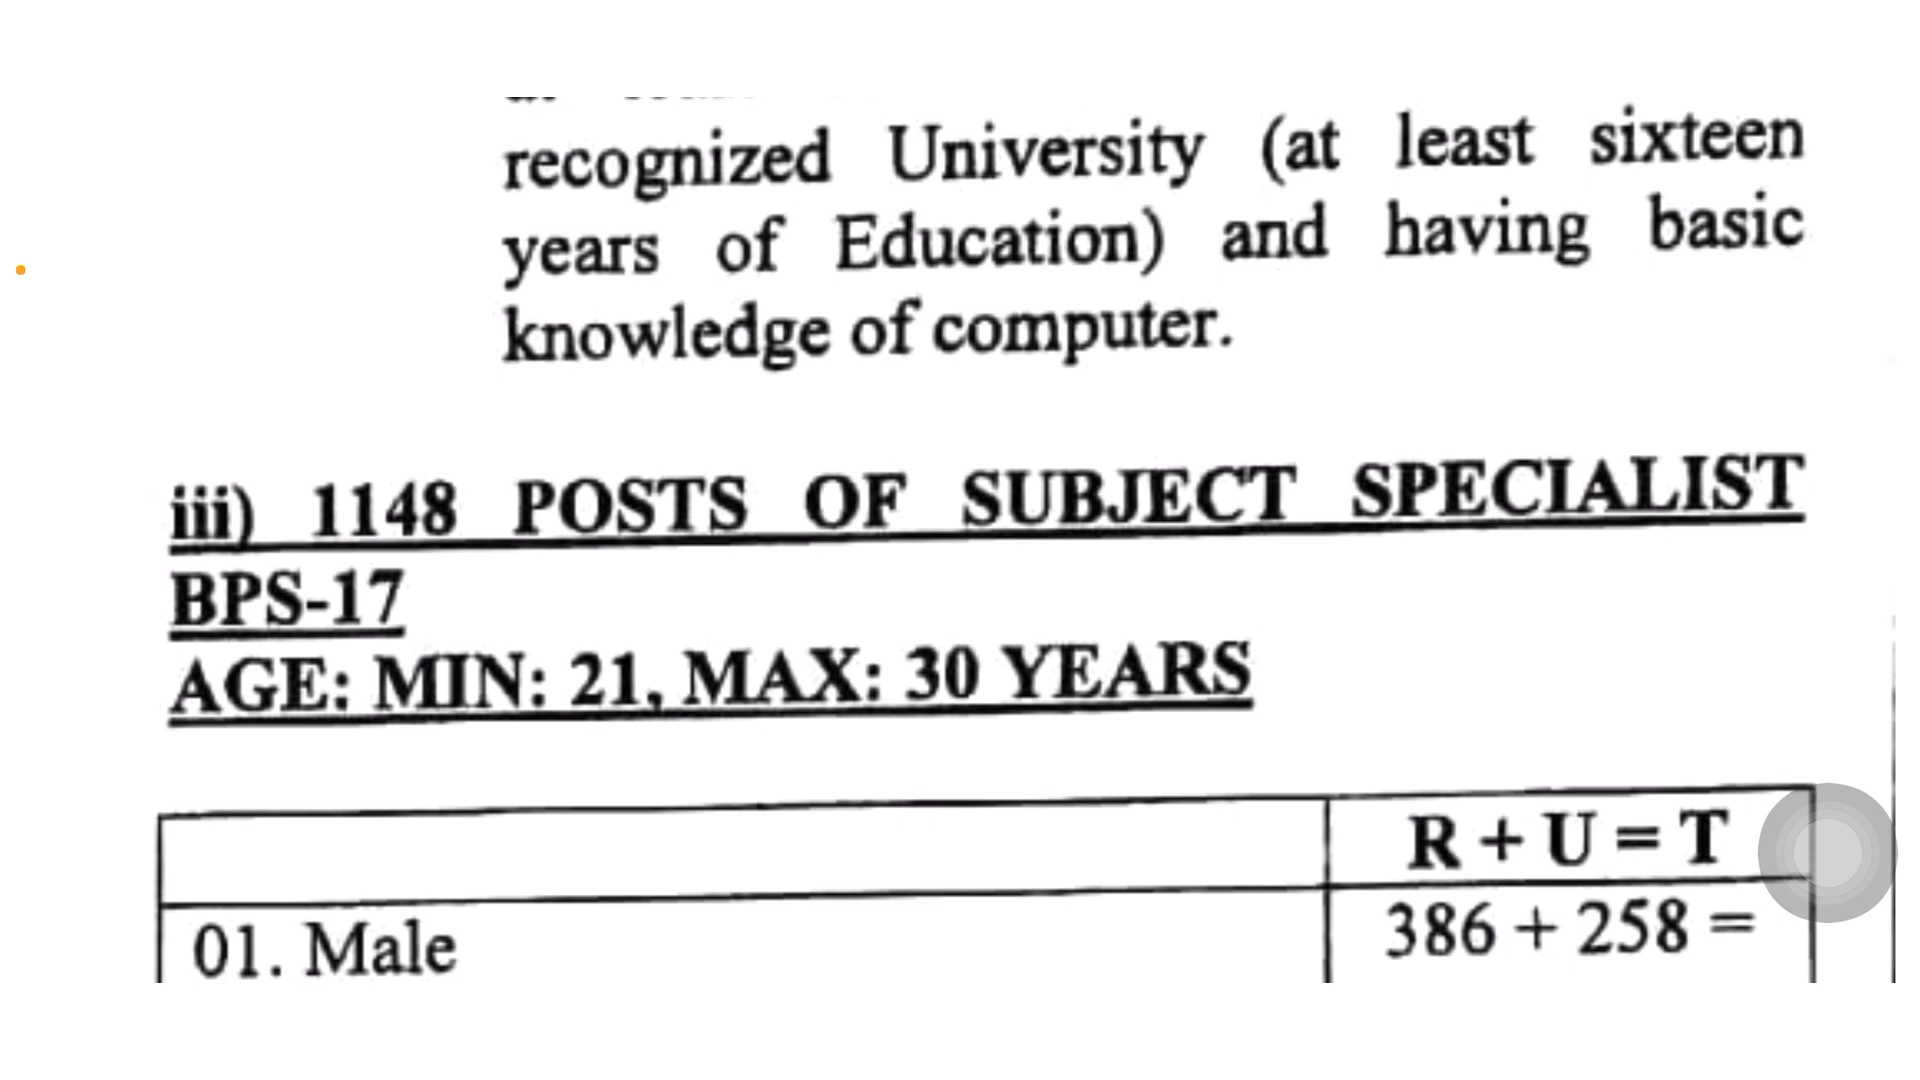 recognized University (at least sixteen
years of Education) and having basic
knowledge of computer.
iii) 1148 POSTS OF SUBJECT SPECIALIST
BPS-17
AGE: MIN: 21, MAX: 30 YEARS
R + U = T
01. Male 386 + 258 =